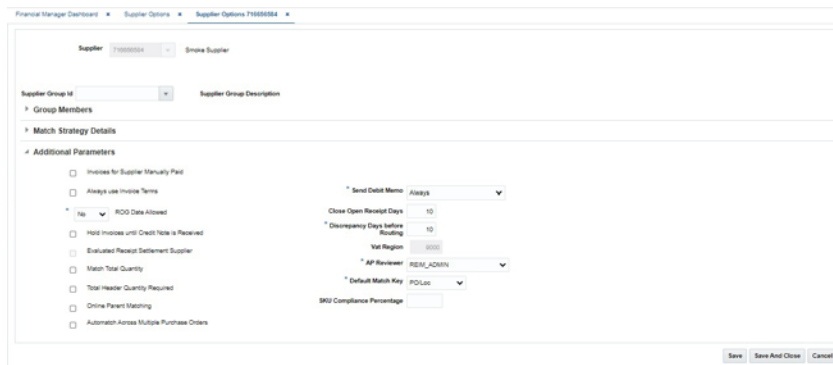 Financial Manager Dashboard × Supplier Options × Supplier Options 716696584 ×
Supplier 716696584 Smoke Supplier
Supplier Group Id Supplier Group Description
Group Members
Match Strategy Details
Additional Parameters
Invoices for Supplier Manually Paid
Always use Invoice Terms
* No ROG Date Allowed
Hold Invoices until Credit Note is Received
Evaluated Receipt Settlement Supplier
Match Total Quantity
Total Header Quantity Required
Online Parent Matching
Automatch Across Multiple Purchase Orders
* Send Debit Memo Always
Close Open Receipt Days 10
* Discrepancy Days before
Routing 10
Vat Region
* AP Reviewer REIM_ADMIN
* Default Match Key PO/Loc
SKU Compliance Percentage
Save Save And Close Cancel